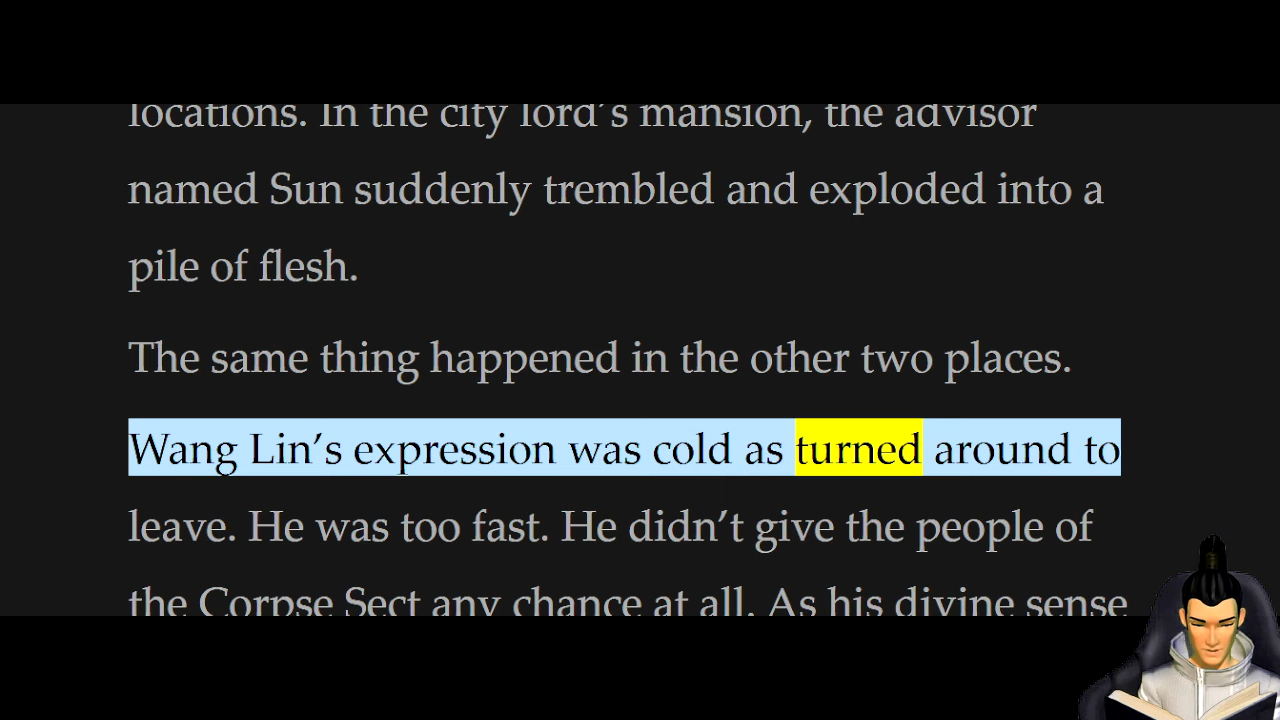 locations. In the city lord’s mansion, the advisor
named Sun suddenly trembled and exploded into a
pile of flesh.
The same thing happened in the other two places.
Wang Lin’s expression was cold as turned around to
leave. He was too fast. He didn’t give the people of
the Corpse Sect any chance at all. As his divine sense